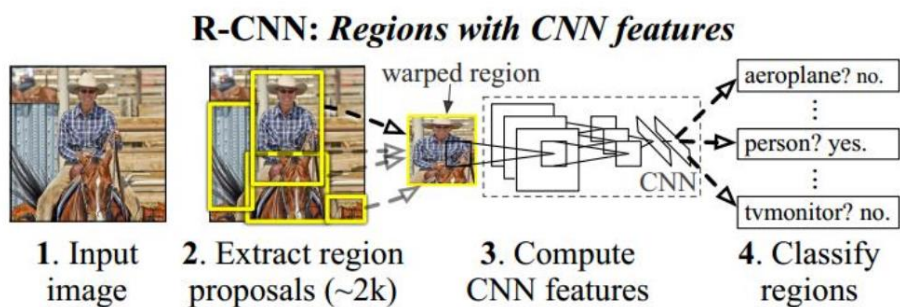 R-CNN: Regions with CNN features
warped region
aeroplane? no.
⋮
person? yes.
⋮
tvmonitor? no.
CNN
1. Input
image
2. Extract region
proposals (~2k)
3. Compute
CNN features
4. Classify
regions